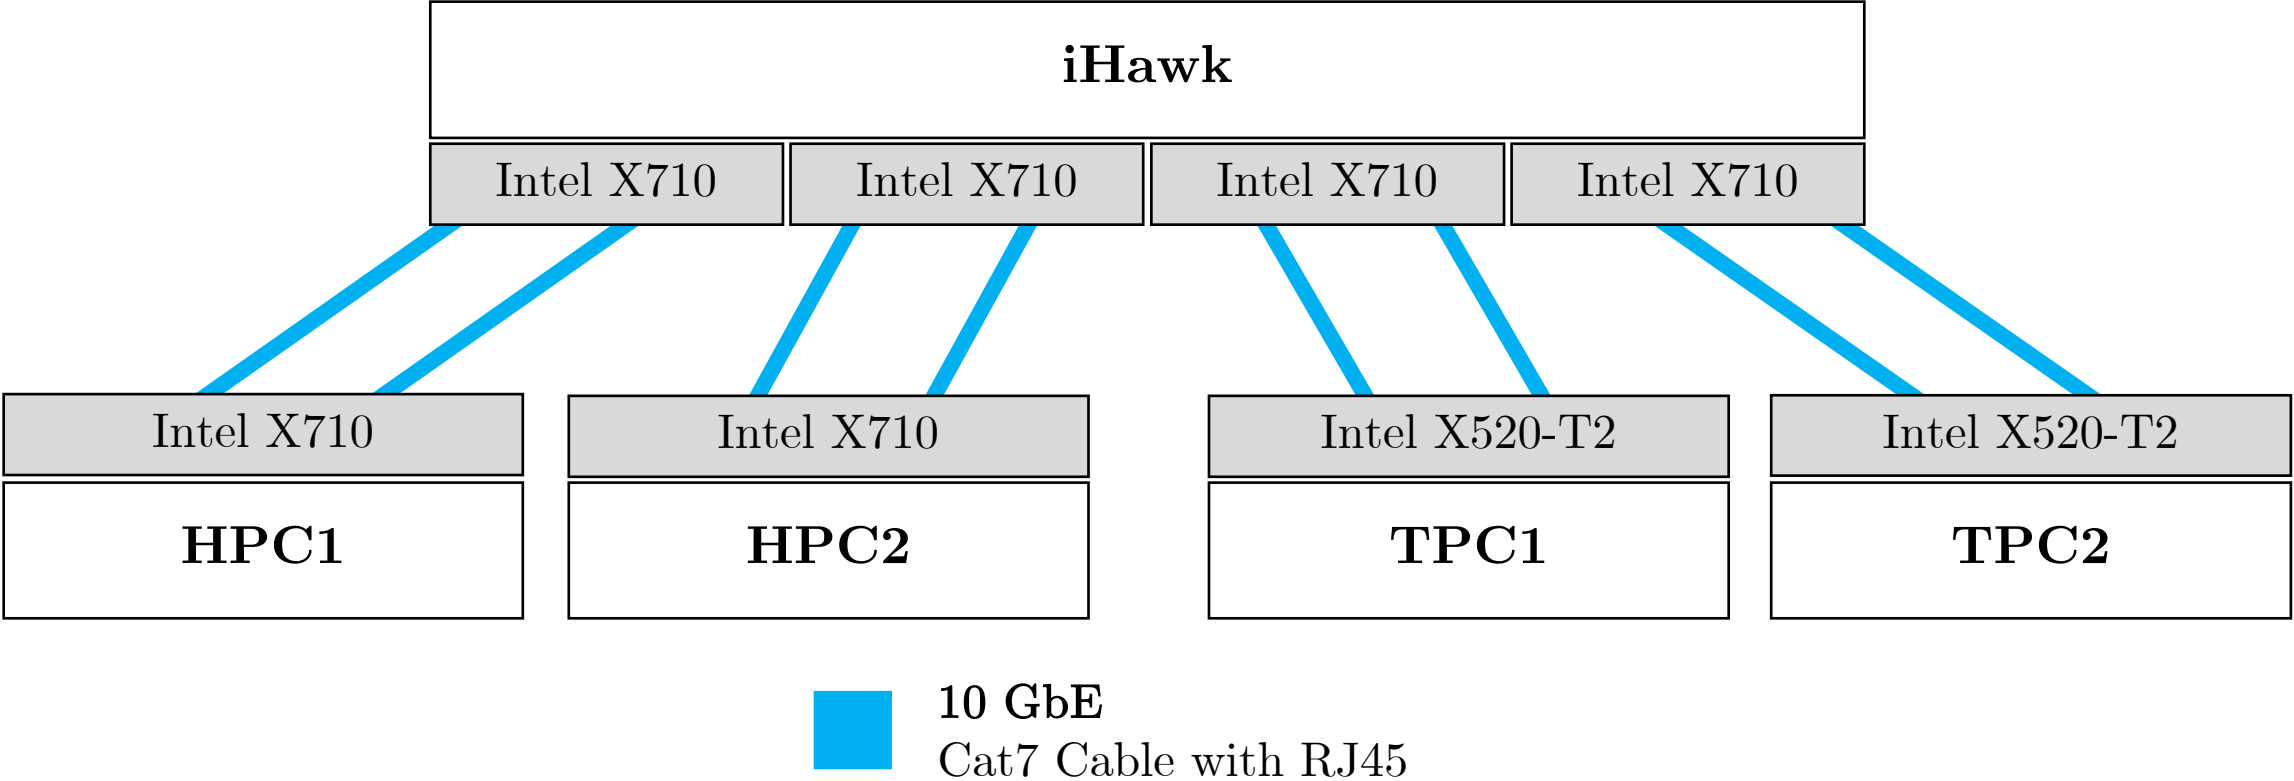 iHawk
Intel X710
Intel X710
Intel X710
Intel X710
Intel X710
Intel X710
Intel X520-T2
Intel X520-T2
HPC1
HPC2
TPC1
TPC2
10 GbE
Cat7 Cable with RJ45